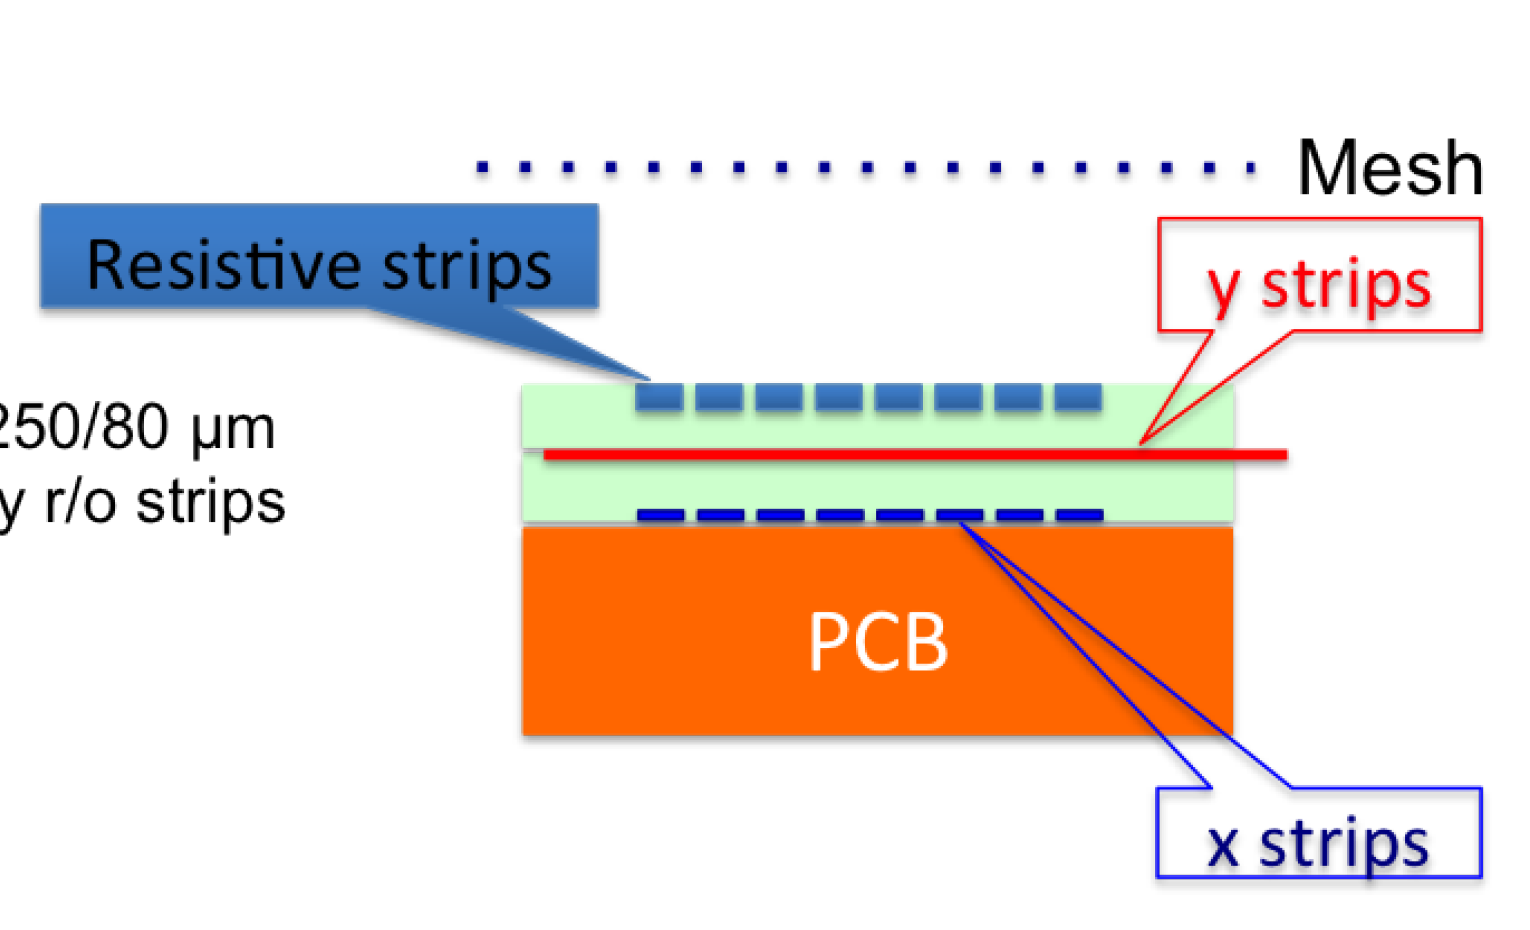 Mesh
Resistive strips
y strips
250/80 µm
y r/o strips
PCB
x strips